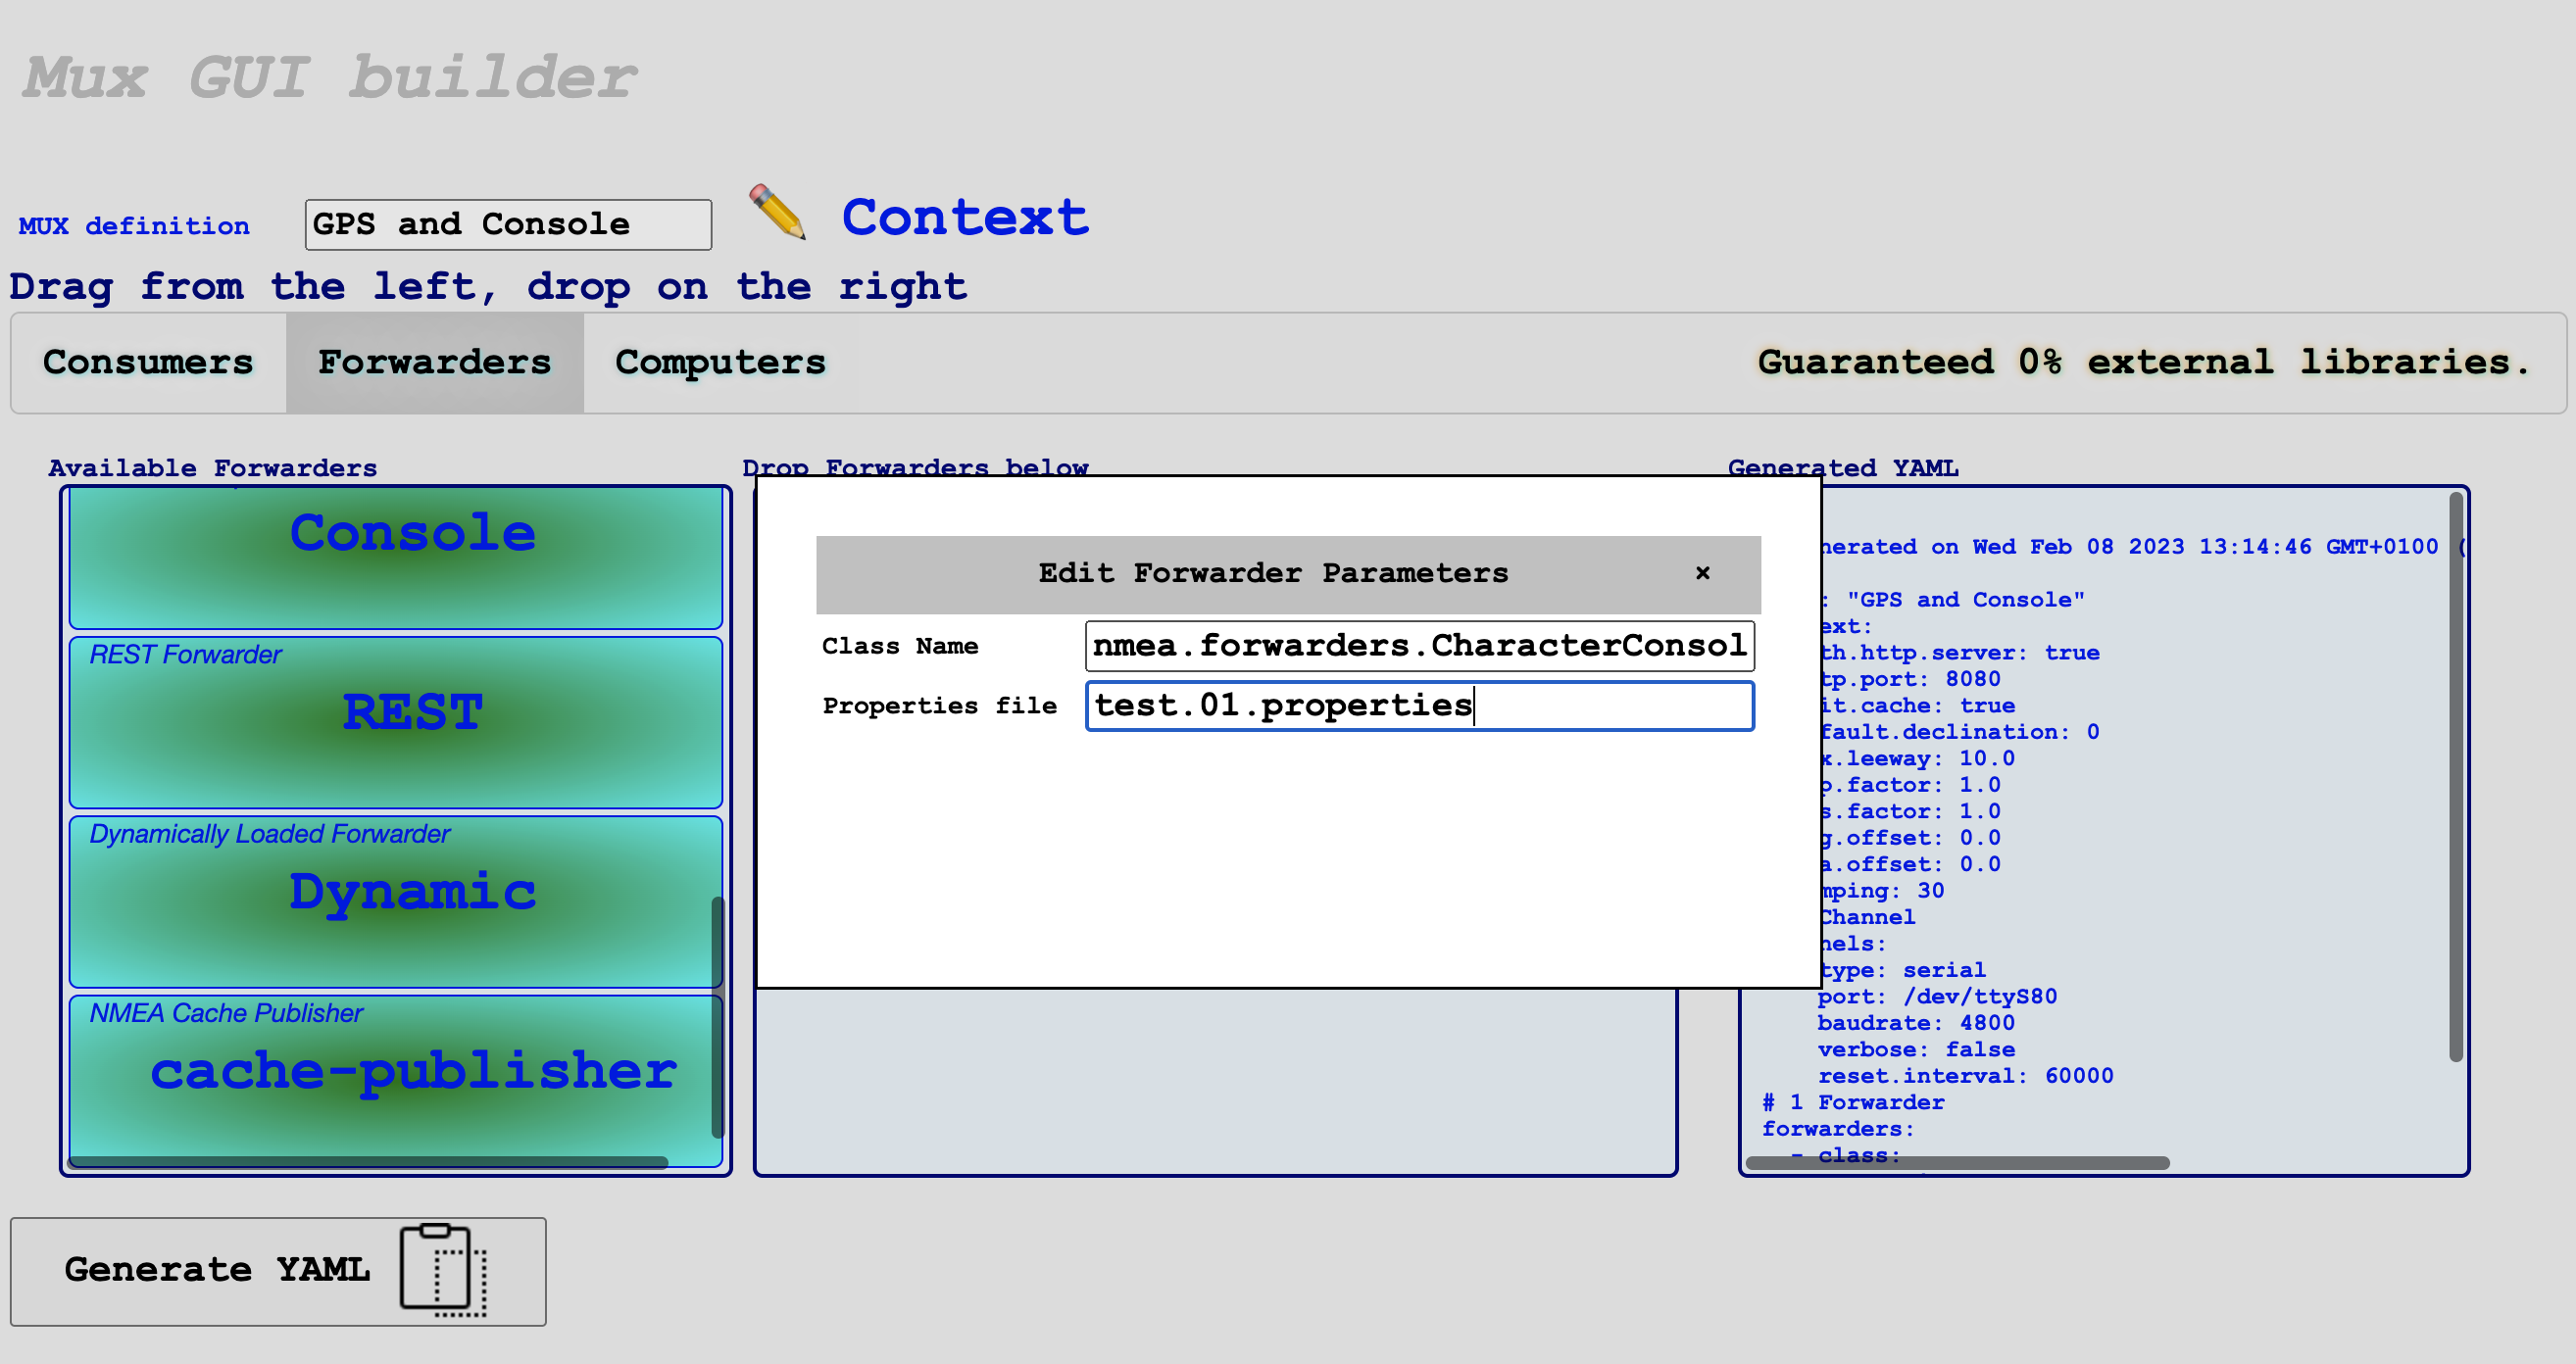 Mux GUI builder
MUX definition
GPS and Console
Context
Drag from the left, drop on the right
Consumers
Forwarders
Computers
Guaranteed 0% external libraries.
Available Forwarders
Console
REST Forwarder
REST
Dynamically Loaded Forwarder
Dynamic
NMEA Cache Publisher
cache-publisher
Drop Forwarders below
Edit Forwarder Parameters ×
Class Name
nmea.forwarders.CharacterConsol
Properties file
test.01.properties
Generated YAML
nerated on Wed Feb 08 2023 13:14:46 GMT+0100 (
: "GPS and Console"
ext:
th.http.server: true
tp.port: 8080
it.cache: true
fault.declination: 0
x.leeway: 10.0
p.factor: 1.0
s.factor: 1.0
g.offset: 0.0
a.offset: 0.0
mping: 30
Channel
nels:
type: serial
port: /dev/ttyS80
baudrate: 4800
verbose: false
reset.interval: 60000
# 1 Forwarder
forwarders:
- class:
Generate YAML